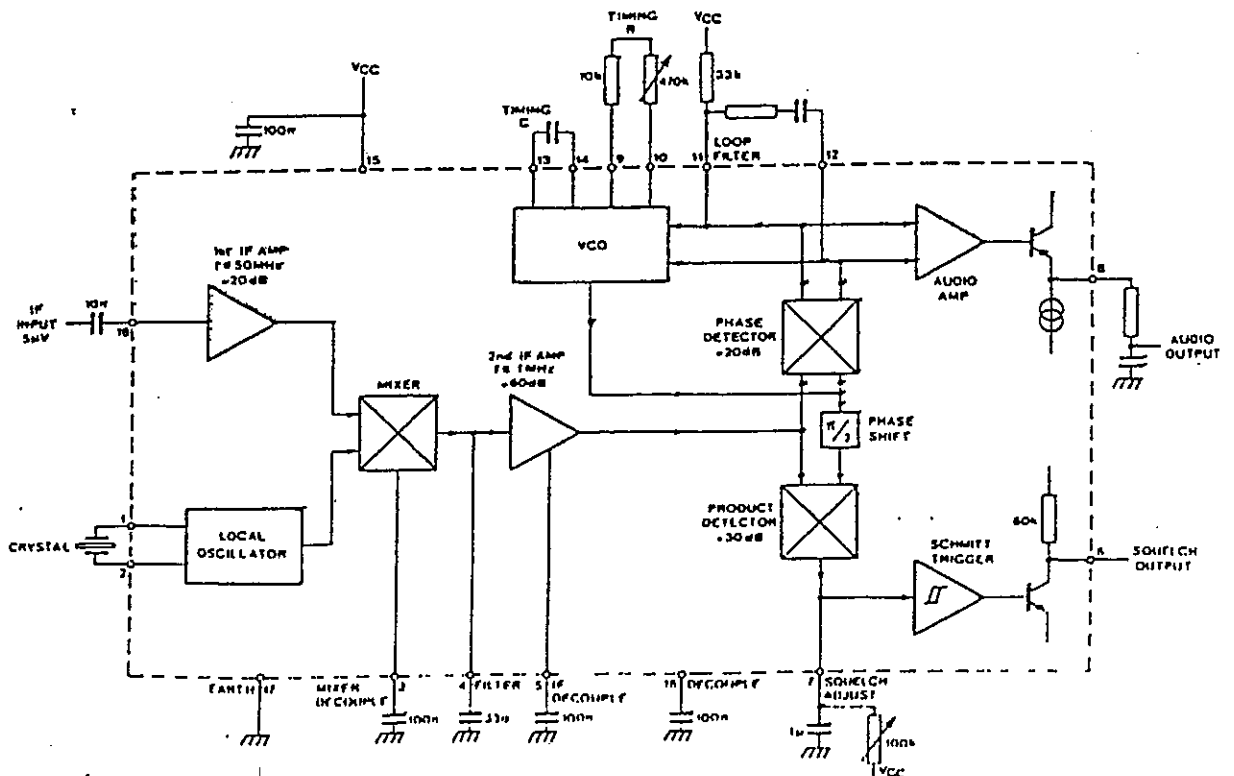 TIMING
R
VCC
10k
470k
33k
VCC
100n
TIMING
C
13
14
9
10
11
LOOP
FILTER
12
15
VCO
1st IF AMP
50MHz
20dB
AUDIO
AMP
8
10n
IF
INPUT
5µV
PHASE
DETECTOR
20dB
AUDIO
OUTPUT
2nd IF AMP
1MHz
60dB
MIXER
π/2
PHASE
SHIFT
PRODUCT
DETECTOR
30dB
60k
1
CRYSTAL
2
LOCAL
OSCILLATOR
SCHMITT
TRIGGER
6
SQUELCH
OUTPUT
EARTH 17
MIXER
DECOUPLE
3
4 FILTER
5 IF
DECOUPLE
18 DECOUPLE
7 SQUELCH
ADJUST
100n
33n
100n
100n
1µ
100k
VCC